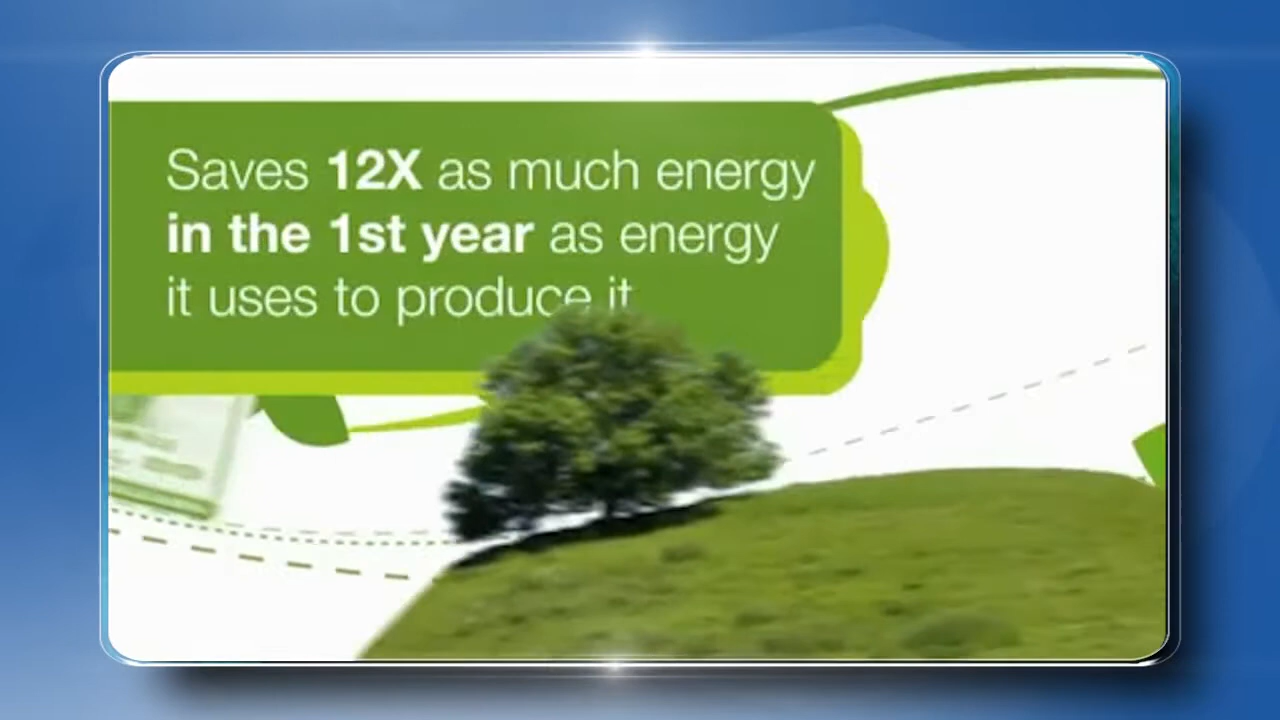 Saves 12X as much energy
in the 1st year as energy
it uses to produce it